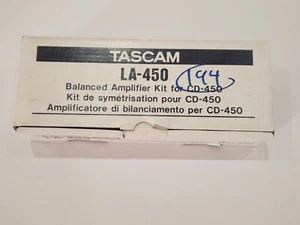 TASCAM
LA-450
194
Balanced Amplifier Kit for CD-450
Kit de symétrisation pour CD-450
Amplificatore di bilanciamento per CD-450